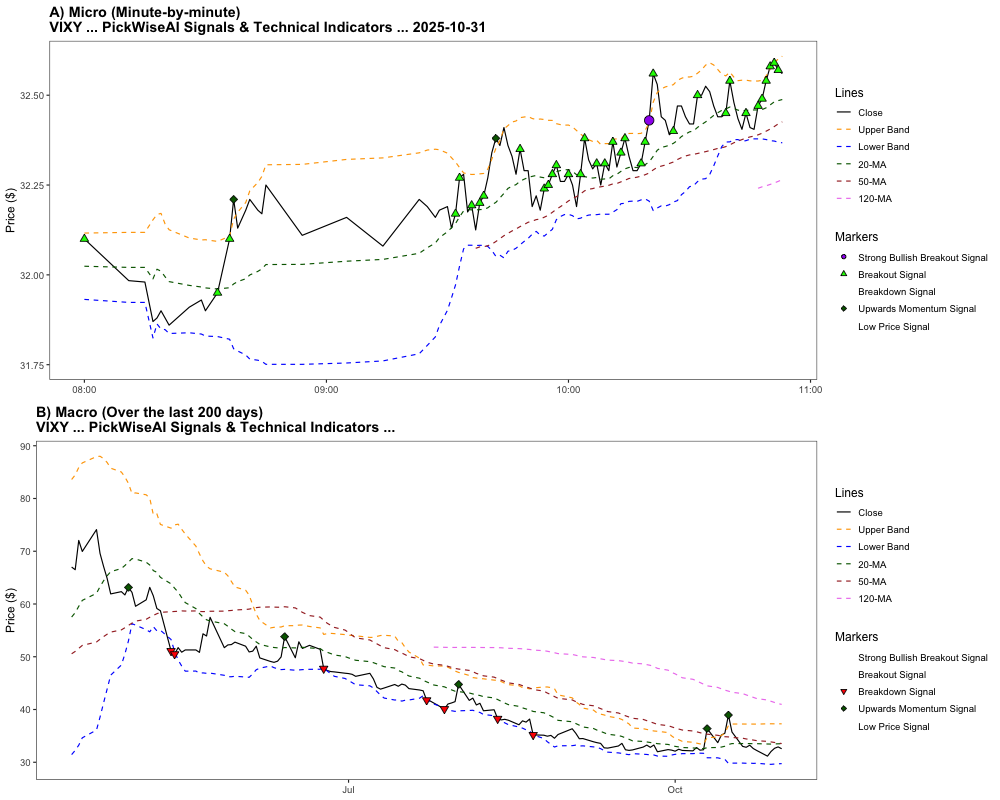 A) Micro (Minute-by-minute)
VIXY ... PickWiseAI Signals & Technical Indicators ... 2025-10-31
Price ($)
32.50
32.25
32.00
31.75
08:00
09:00
10:00
11:00
Lines
Close
Upper Band
Lower Band
20-MA
50-MA
120-MA
Markers
Strong Bullish Breakout Signal
Breakout Signal
Breakdown Signal
Upwards Momentum Signal
Low Price Signal
B) Macro (Over the last 200 days)
VIXY ... PickWiseAI Signals & Technical Indicators ...
Price ($)
90
80
70
60
50
40
30
Jul
Oct
Lines
Close
Upper Band
Lower Band
20-MA
50-MA
120-MA
Markers
Strong Bullish Breakout Signal
Breakout Signal
Breakdown Signal
Upwards Momentum Signal
Low Price Signal